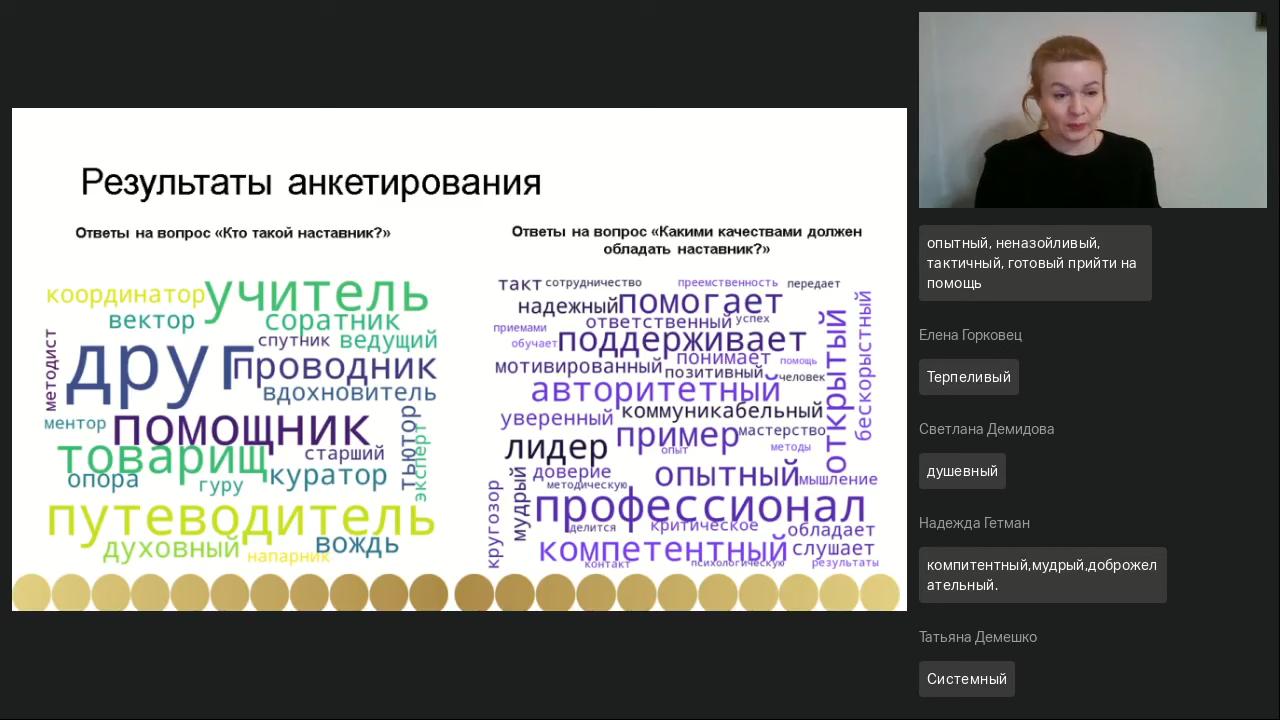 Результаты анкетирования
Ответы на вопрос «Кто такой наставник?»
координатор
учитель
вектор
соратник
спутник
ведущий
методист
друг
проводник
вдохновитель
ментор
помощник
тьютор
эксперт
товарищ
старший
опора
гуру
куратор
путеводитель
духовный
напарник
вождь
Ответы на вопрос «Какими качествами должен
обладать наставник?»
такт
сотрудничество
преемственность
передает
надежный
помогает
ответственный
успех
приемами
обучает
поддерживает
понимает
помощь
мотивированный
позитивный
человек
открытый
бескорыстный
авторитетный
уверенный
коммуникабельный
лидер
пример
мастерство
опыт
методы
доверие
опытный
мышление
методическую
кругозор
мудрый
профессионал
делится
критическое
обладает
компетентный
слушает
контакт
психологическую
результаты
опытный, неназойливый,
тактичный, готовый прийти на
помощь
Елена Горковец
Терпеливый
Светлана Демидова
душевный
Надежда Гетман
компитентный,мудрый,доброжел
ательный.
Татьяна Демешко
Системный